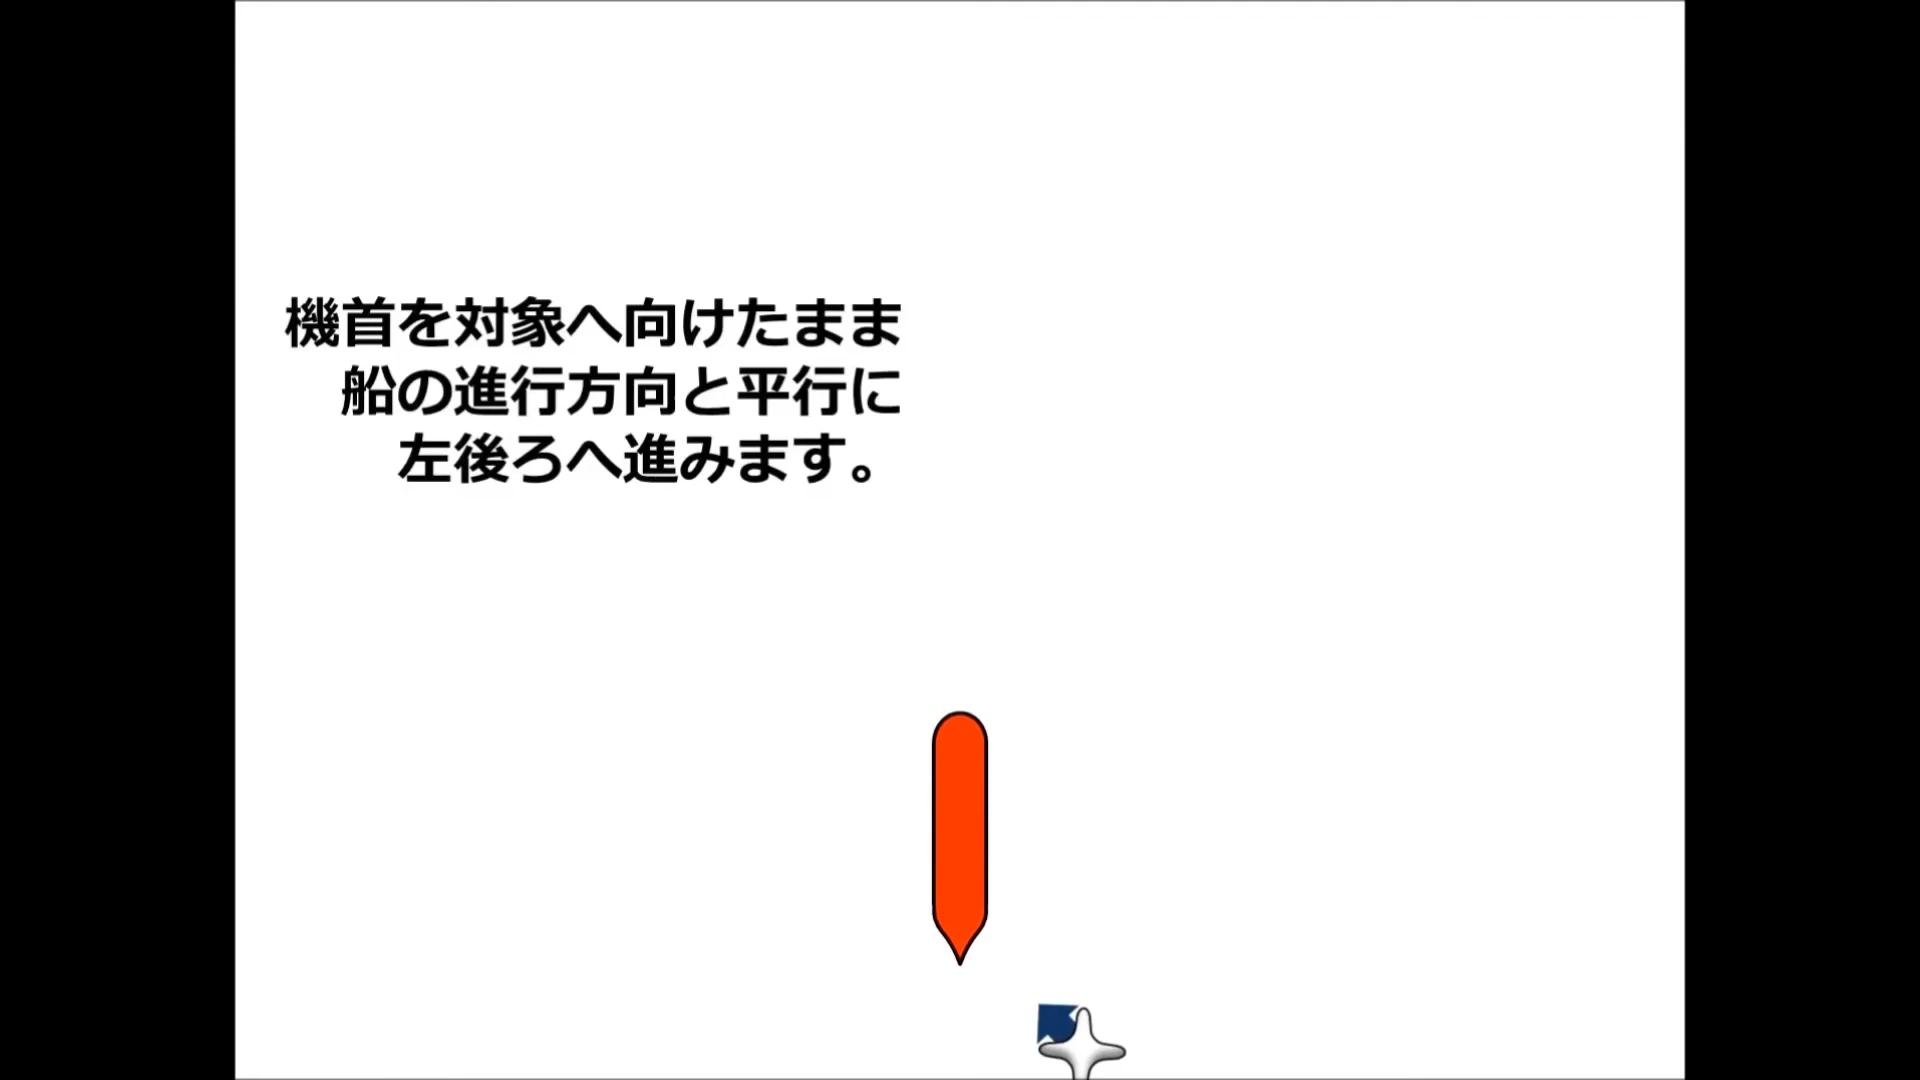 機首を対象へ向けたまま
船の進行方向と平行に
左後ろへ進みます。